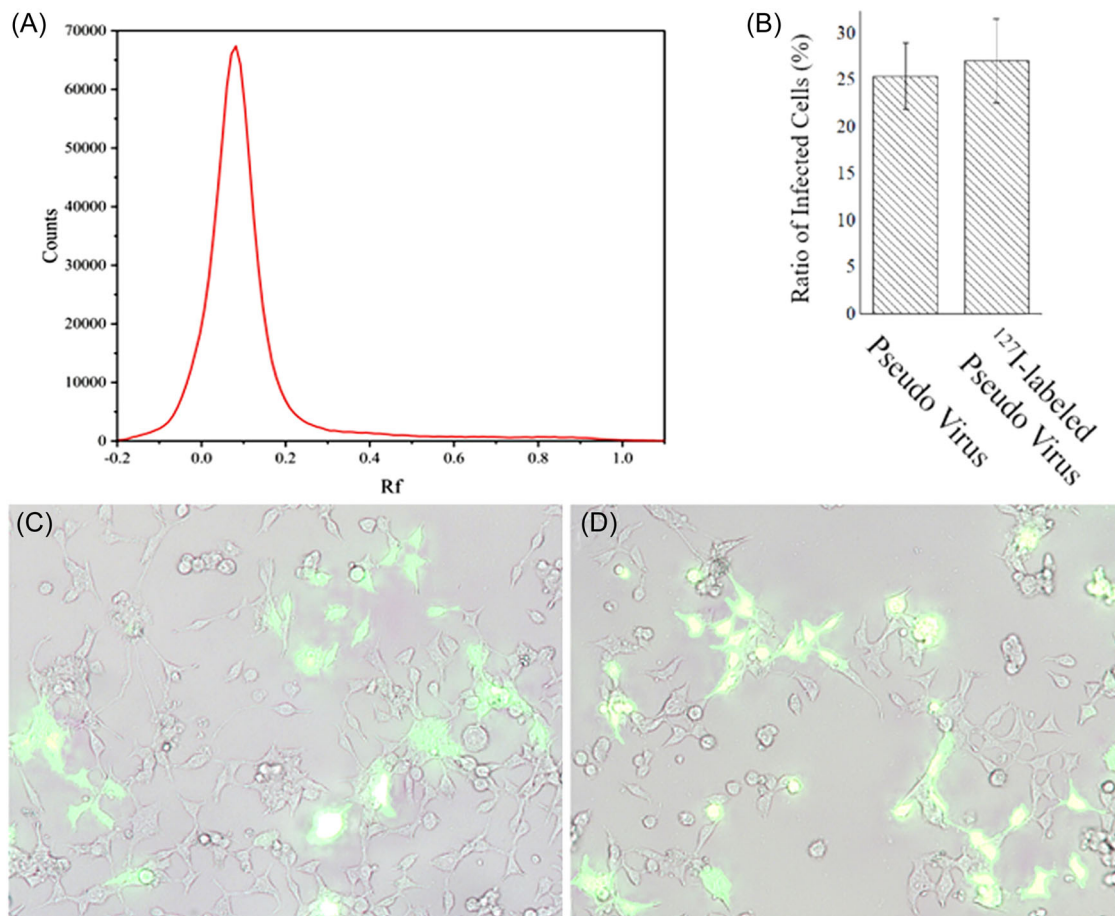 (A)
70000
60000
50000
40000
30000
20000
10000
0
Counts
-0.2
0.0
0.2
0.4
0.6
0.8
1.0
Rf
(B)
30
25
20
15
10
5
0
Ratio of Infected Cells (%)
Pseudo Virus
¹²⁷I-labeled
Pseudo Virus
(C)
(D)